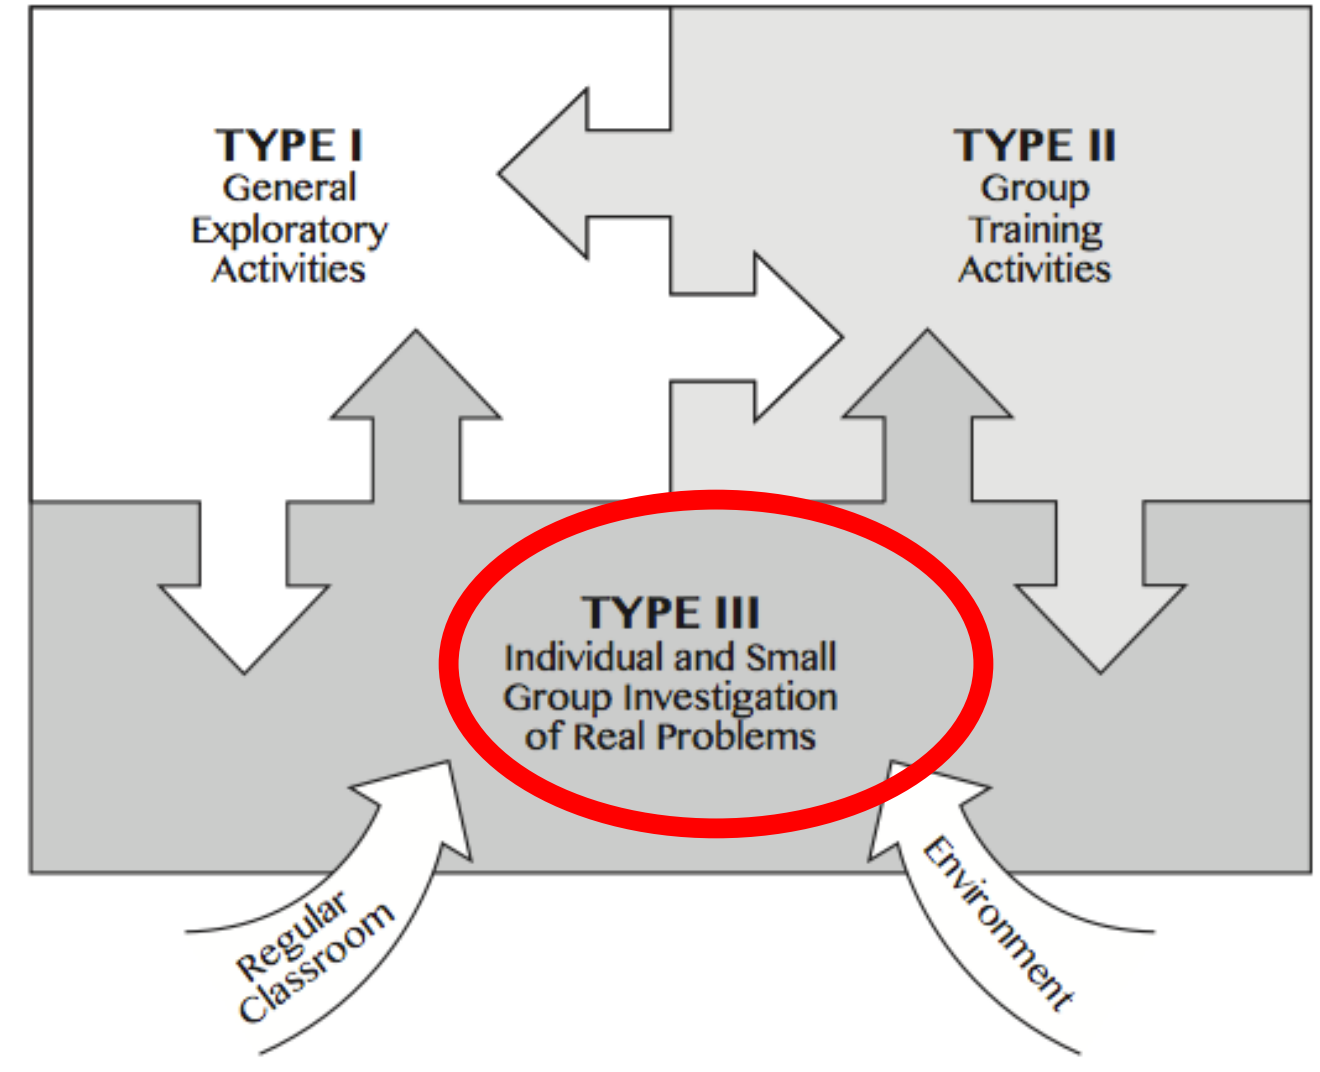 TYPE I
General
Exploratory
Activities
TYPE II
Group
Training
Activities
TYPE III
Individual and Small
Group Investigation
of Real Problems
Regular
Classroom
Environment